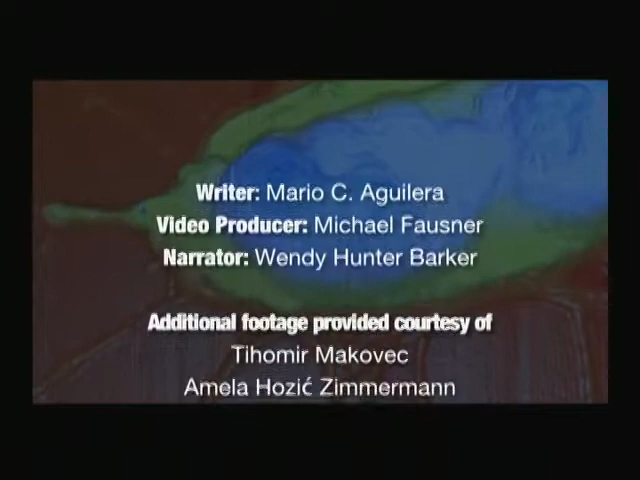 Writer: Mario C. Aguilera
Video Producer: Michael Fausner
Narrator: Wendy Hunter Barker
Additional footage provided courtesy of
Tihomir Makovec
Amela Hozić Zimmermann